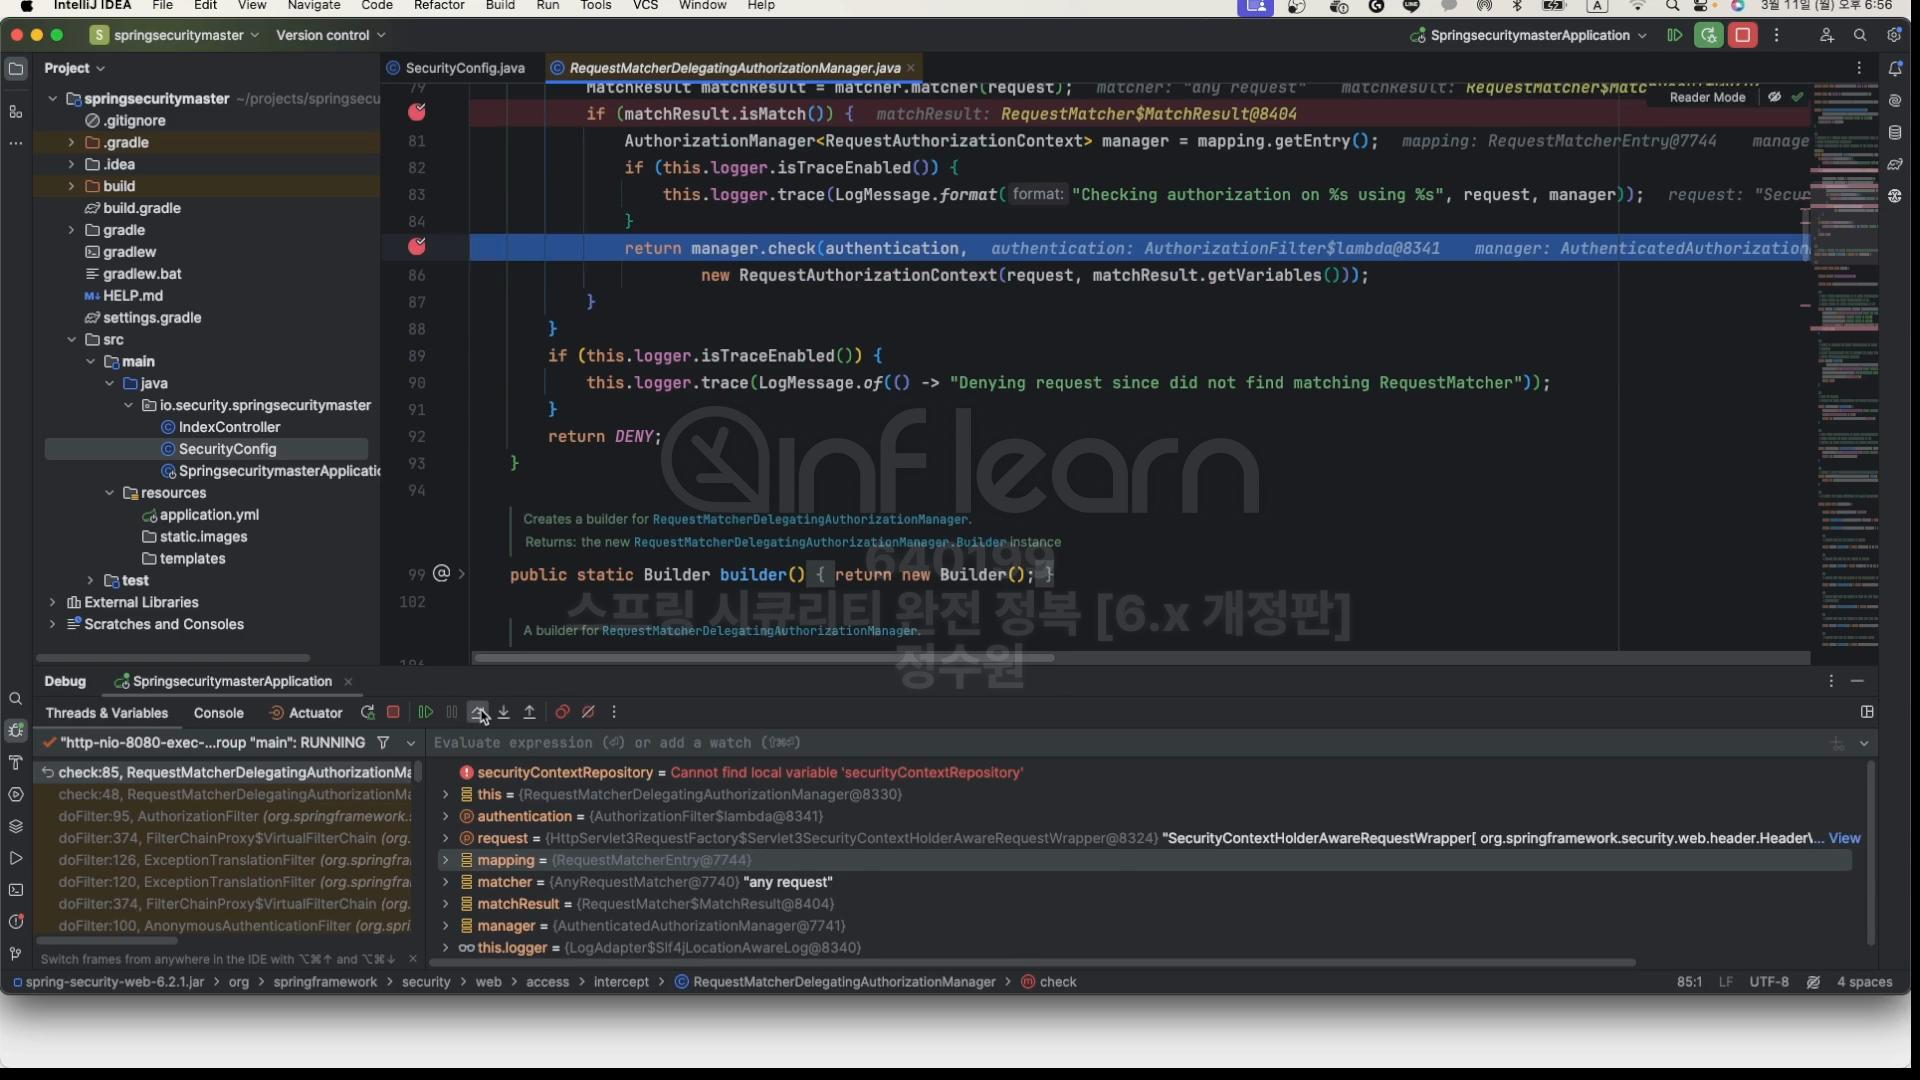 IntelliJ IDEA File Edit View Navigate Code Refactor Build Run Tools VCS Window Help A 3월 11일 (월) 오후 6:56
S springsecuritymaster Version control SpringsecuritymasterApplication
Project SecurityConfig.java RequestMatcherDelegatingAuthorizationManager.java
springsecuritymaster ~/projects/springsecu
.gitignore
.gradle
.idea
build
build.gradle
gradle
gradlew
gradlew.bat
HELP.md
settings.gradle
src
main
java
io.security.springsecuritymaster
IndexController
SecurityConfig
SpringsecuritymasterApplicatio
resources
application.yml
static.images
templates
test
External Libraries
Scratches and Consoles
Reader Mode
79 MatchResult matchResult = matcher.matcher(request); matcher: "any request" matchResult:
if (matchResult.isMatch()) { matchResult: RequestMatcher$MatchResult@8404
81 AuthorizationManager<RequestAuthorizationContext> manager = mapping.getEntry(); mapping: RequestMatcherEntry@7744 manage
82 if (this.logger.isTraceEnabled()) {
83 this.logger.trace(LogMessage.format( format: "Checking authorization on %s using %s", request, manager)); request: "Secur
84 }
return manager.check(authentication, authentication: AuthorizationFilter$lambda@8341 manager: AuthenticatedAuthorization
86 new RequestAuthorizationContext(request, matchResult.getVariables()));
87 }
88 }
89 if (this.logger.isTraceEnabled()) {
90 this.logger.trace(LogMessage.of(() -> "Denying request since did not find matching RequestMatcher"));
91 }
92 return DENY;
93 }
94
inflearn
Creates a builder for RequestMatcherDelegatingAuthorizationManager.
Returns: the new RequestMatcherDelegatingAuthorizationManager.Builder instance
640199
99 public static Builder builder() { return new Builder(); }
102
스프링 시큐리티 완전 정복 [6.x 개정판]
A builder for RequestMatcherDelegatingAuthorizationManager.
정수원
Debug SpringsecuritymasterApplication
Threads & Variables Console Actuator
"http-nio-8080-exec-...roup "main": RUNNING
check:85, RequestMatcherDelegatingAuthorizationMa
check:48, RequestMatcherDelegatingAuthorizationMa
doFilter:95, AuthorizationFilter (org.springframework.
doFilter:374, FilterChainProxy$VirtualFilterChain (org.
doFilter:126, ExceptionTranslationFilter (org.springfra
doFilter:120, ExceptionTranslationFilter (org.springfra
doFilter:374, FilterChainProxy$VirtualFilterChain (org.
doFilter:100, AnonymousAuthenticationFilter (org.spri
Switch frames from anywhere in the IDE with ⌥⌘↑ and ⌥⌘↓
Evaluate expression (⏎) or add a watch (⇧⌘⏎)
securityContextRepository = Cannot find local variable 'securityContextRepository'
this = {RequestMatcherDelegatingAuthorizationManager@8330}
authentication = {AuthorizationFilter$lambda@8341}
request = {HttpServlet3RequestFactory$Servlet3SecurityContextHolderAwareRequestWrapper@8324} "SecurityContextHolderAwareRequestWrapper[ org.springframework.security.web.header.Header\... View
mapping = {RequestMatcherEntry@7744}
matcher = {AnyRequestMatcher@7740} "any request"
matchResult = {RequestMatcher$MatchResult@8404}
manager = {AuthenticatedAuthorizationManager@7741}
this.logger = {LogAdapter$Slf4jLocationAwareLog@8340}
spring-security-web-6.2.1.jar > org > springframework > security > web > access > intercept > RequestMatcherDelegatingAuthorizationManager > check 85:1 LF UTF-8 4 spaces